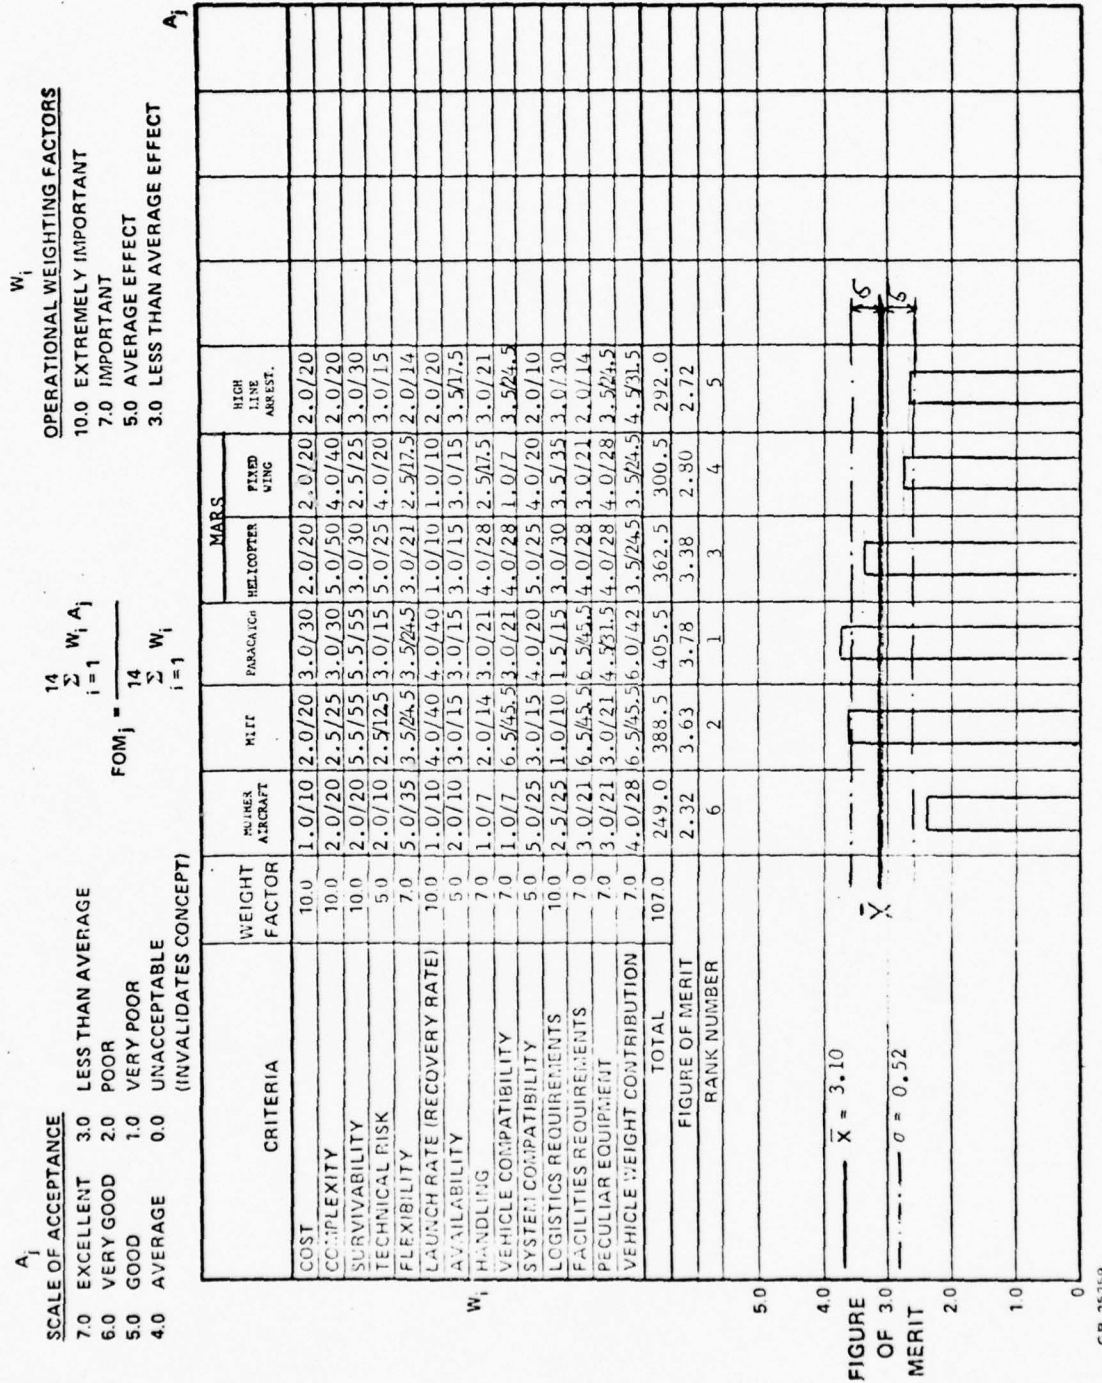 A_j
SCALE OF ACCEPTANCE
7.0 EXCELLENT 3.0 LESS THAN AVERAGE
6.0 VERY GOOD 2.0 POOR
5.0 GOOD 1.0 VERY POOR
4.0 AVERAGE 0.0 UNACCEPTABLE
(INVALIDATES CONCEPT)
FOM_j = 14 Σ i = 1 W_i A_j / 14 Σ i = 1 W_i
W_i
OPERATIONAL WEIGHTING FACTORS
10.0 EXTREMELY IMPORTANT
7.0 IMPORTANT
5.0 AVERAGE EFFECT
3.0 LESS THAN AVERAGE EFFECT
A_j
MARS
CRITERIA WEIGHT FACTOR MOTHER AIRCRAFT MITT PARACATCH HELICOPTER FIXED WING HIGH LINE ARREST.
COST 10.0 1.0/10 2.0/20 3.0/30 2.0/20 2.0/20 2.0/20
COMPLEXITY 10.0 2.0/20 2.5/25 3.0/30 5.0/50 4.0/40 2.0/20
SURVIVABILITY 10.0 2.0/20 5.5/55 5.5/55 3.0/30 2.5/25 3.0/30
TECHNICAL RISK 5.0 2.0/10 2.5/12.5 3.0/15 5.0/25 4.0/20 3.0/15
FLEXIBILITY 7.0 5.0/35 3.5/24.5 3.5/24.5 3.0/21 2.5/17.5 2.0/14
LAUNCH RATE (RECOVERY RATE) 10.0 1.0/10 4.0/40 4.0/40 1.0/10 1.0/10 2.0/20
AVAILABILITY 5.0 2.0/10 3.0/15 3.0/15 3.0/15 3.0/15 3.5/17.5
HANDLING 7.0 1.0/7 2.0/14 3.0/21 4.0/28 2.5/17.5 3.0/21
VEHICLE COMPATIBILITY 7.0 1.0/7 6.5/45.5 3.0/21 4.0/28 1.0/7 3.5/24.5
W_i
SYSTEM COMPATIBILITY 5.0 5.0/25 3.0/15 4.0/20 5.0/25 4.0/20 2.0/10
LOGISTICS REQUIREMENTS 10.0 2.5/25 1.0/10 1.5/15 3.0/30 3.5/35 3.0/30
FACILITIES REQUIREMENTS 7.0 3.0/21 6.5/45.5 6.5/45.5 4.0/28 3.0/21 2.0/14
PECULIAR EQUIPMENT 7.0 3.0/21 3.0/21 4.5/31.5 4.0/28 4.0/28 3.5/24.5
VEHICLE WEIGHT CONTRIBUTION 7.0 4.0/28 6.5/45.5 6.0/42 3.5/24.5 3.5/24.5 4.5/31.5
TOTAL 107.0 249.0 388.5 405.5 362.5 300.5 292.0
FIGURE OF MERIT 2.32 3.63 3.78 3.38 2.80 2.72
RANK NUMBER 6 2 1 3 4 5
FIGURE OF MERIT
5.0
4.0
3.0
2.0
1.0
0
X̄ = 3.10
σ = 0.52
X̄
σ
σ